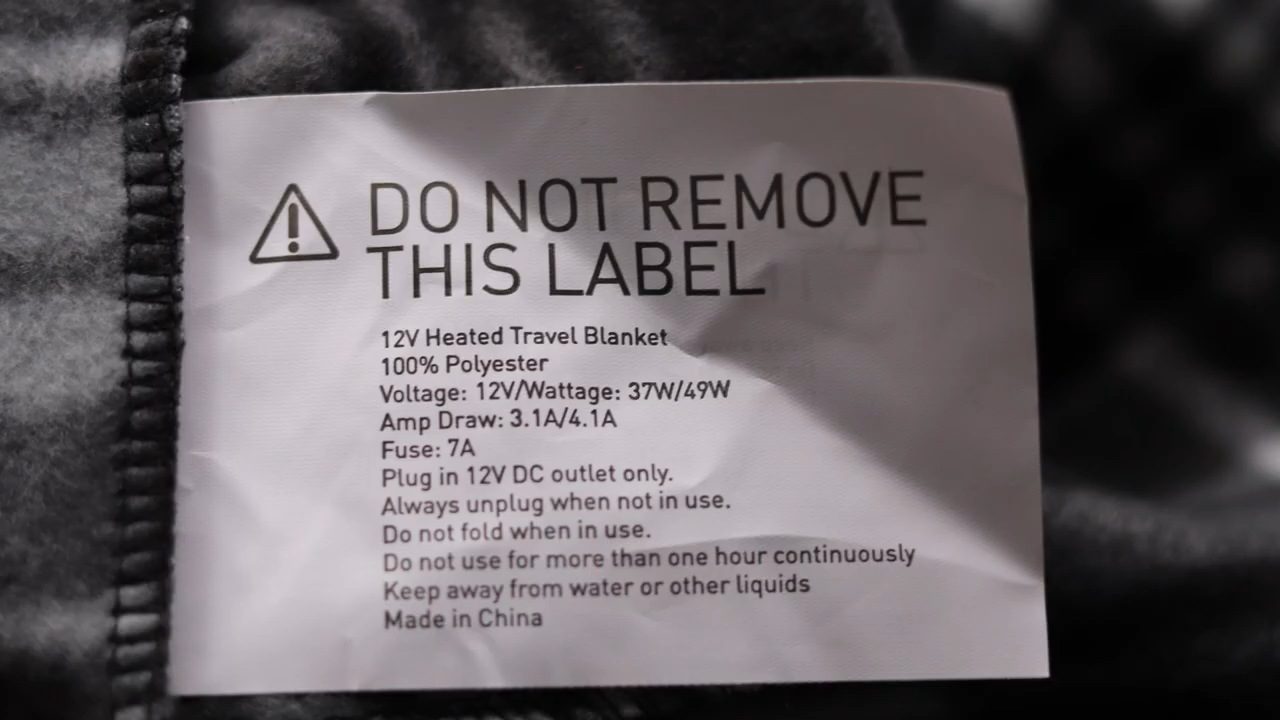 DO NOT REMOVE
THIS LABEL
12V Heated Travel Blanket
100% Polyester
Voltage: 12V/Wattage: 37W/49W
Amp Draw: 3.1A/4.1A
Fuse: 7A
Plug in 12V DC outlet only.
Always unplug when not in use.
Do not fold when in use.
Do not use for more than one hour continuously
Keep away from water or other liquids
Made in China